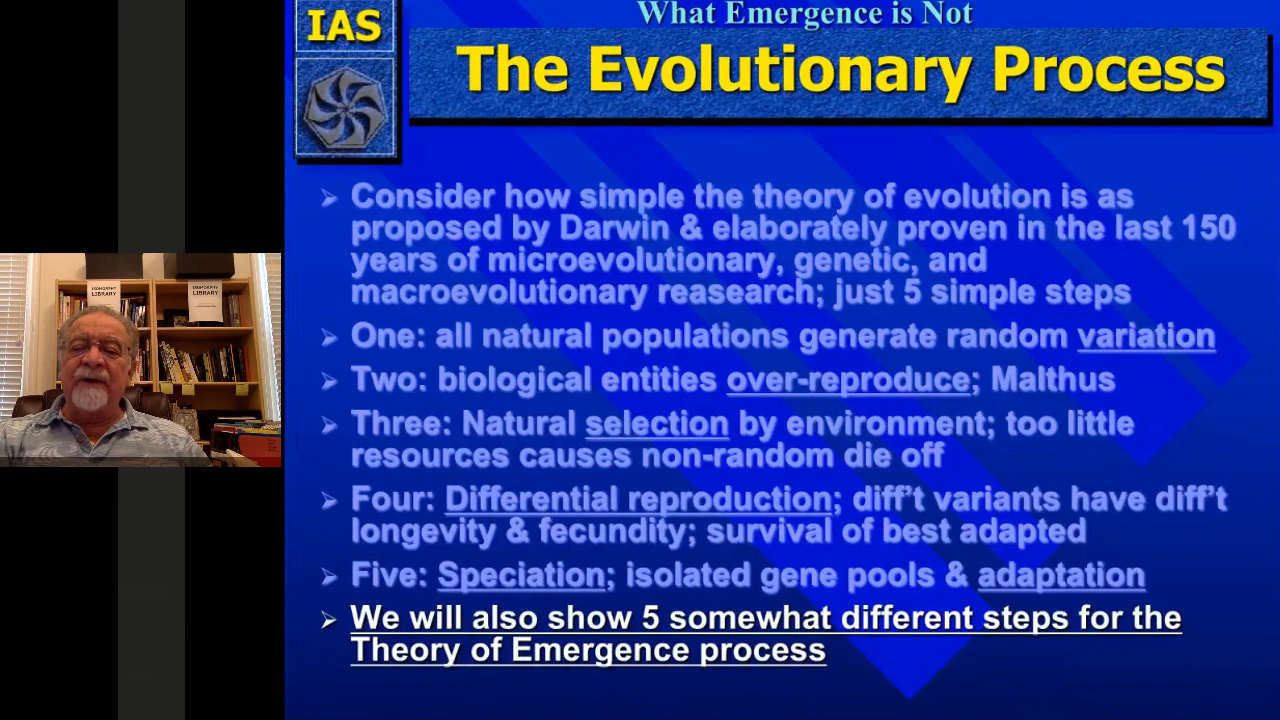 What Emergence is Not
IAS
The Evolutionary Process
Consider how simple the theory of evolution is as
proposed by Darwin & elaborately proven in the last 150
years of microevolutionary, genetic, and
macroevolutionary reasearch; just 5 simple steps
One: all natural populations generate random variation
Two: biological entities over-reproduce; Malthus
Three: Natural selection by environment; too little
resources causes non-random die off
Four: Differential reproduction; diff't variants have diff't
longevity & fecundity; survival of best adapted
Five: Speciation; isolated gene pools & adaptation
We will also show 5 somewhat different steps for the
Theory of Emergence process
ISOMORPHY
LIBRARY
ISOMORPHY
LIBRARY